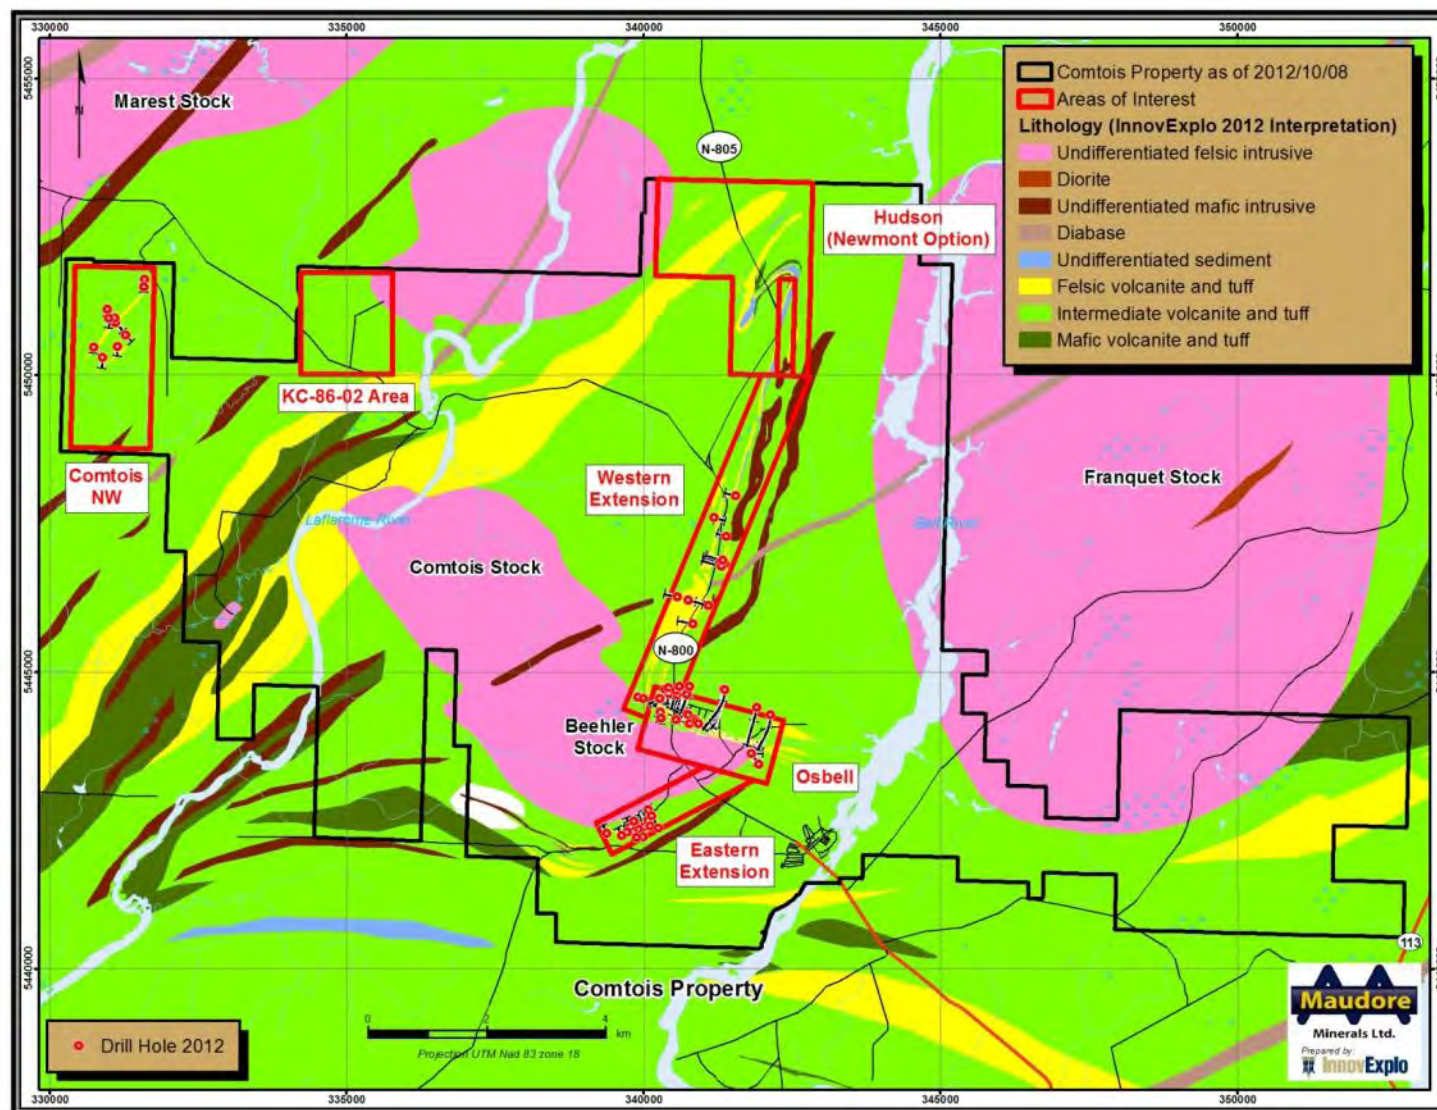 330000
335000
340000
345000
350000
5455000
Marest Stock
N
N-805
Comtois Property as of 2012/10/08
Areas of Interest
Lithology (InnovExplo 2012 Interpretation)
Undifferentiated felsic intrusive
Diorite
Undifferentiated mafic intrusive
Diabase
Undifferentiated sediment
Felsic volcanite and tuff
Intermediate volcanite and tuff
Mafic volcanite and tuff
Hudson
(Newmont Option)
5450000
KC-86-02 Area
Comtois
NW
Western
Extension
Franquet Stock
Laflamme River
Bell River
Comtois Stock
N-800
5445000
Beehler
Stock
Osbell
Eastern
Extension
5440000
113
Comtois Property
Maudore
Minerals Ltd.
Prepared by:
InnovExplo
Drill Hole 2012
0
2
4
km
Projection UTM Nad 83 zone 18
330000
335000
340000
345000
350000